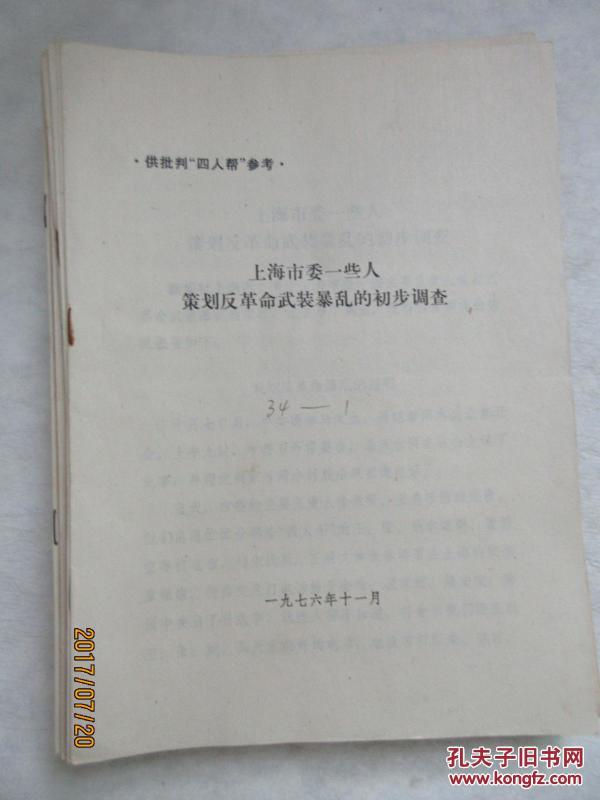 ·供批判“四人帮”参考·
上海市委一些人
策划反革命武装暴乱的初步调查
34—1
一九七六年十一月
2017/07/20
孔夫子旧书网
www.kongfz.com